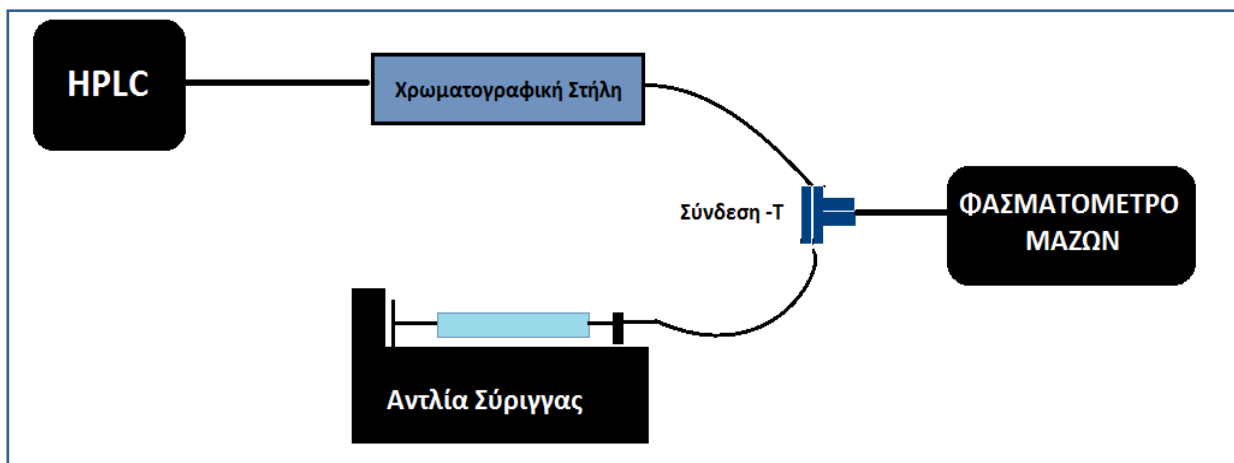 HPLC
Χρωματογραφική Στήλη
Σύνδεση -Τ
ΦΑΣΜΑΤΟΜΕΤΡΟ
ΜΑΖΩΝ
Αντλία Σύριγγας